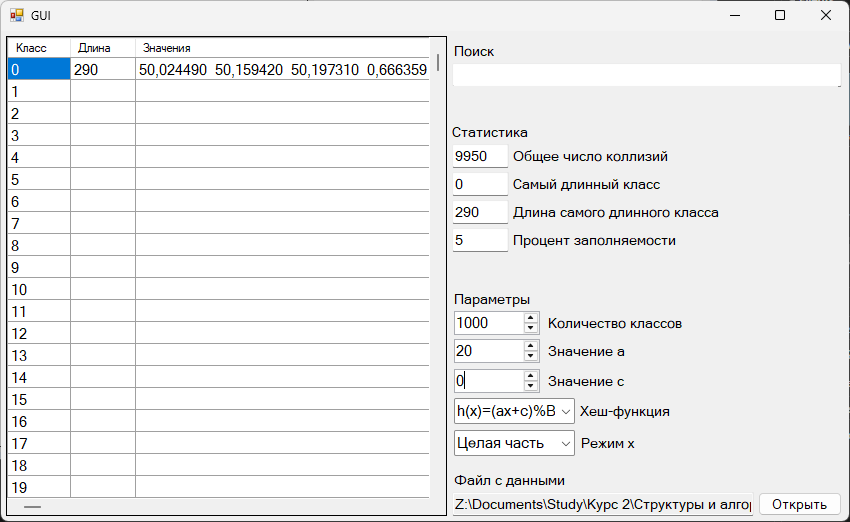 GUI
Класс Длина Значения
0 290 50,024490 50,159420 50,197310 0,666359
1
2
3
4
5
6
7
8
9
10
11
12
13
14
15
16
17
18
19
Поиск
Статистика
9950 Общее число коллизий
0 Самый длинный класс
290 Длина самого длинного класса
5 Процент заполняемости
Параметры
1000 Количество классов
20 Значение a
0 Значение c
h(x)=(ax+c)%B Хеш-функция
Целая часть Режим x
Файл с данными
Z:\Documents\Study\Курс 2\Структуры и алгор Открыть